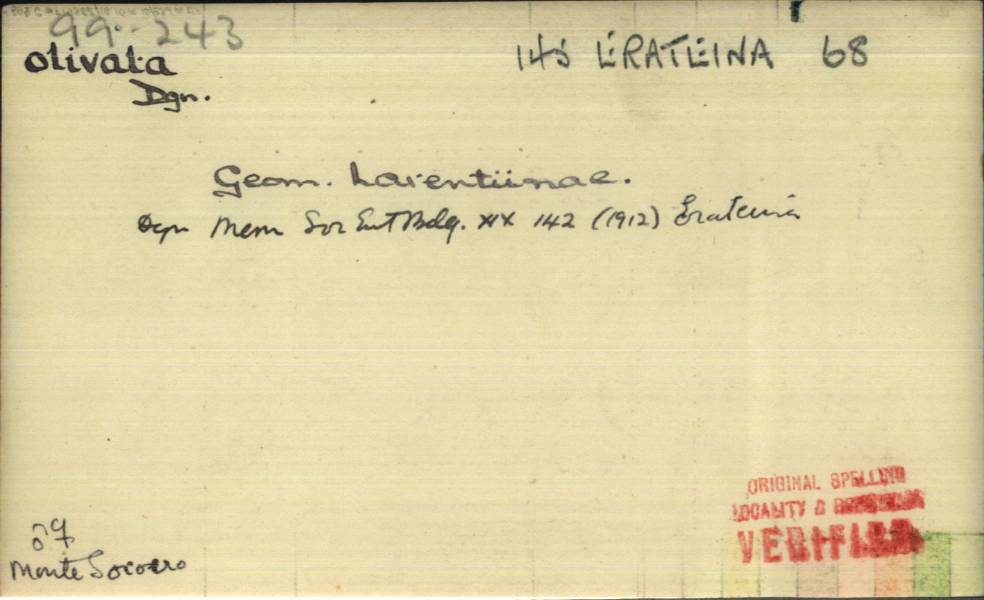 99-243
olivata
Dgn.
145 ERATEINA 68
Geom. Larentiinae.
Dgn Mem Soc Ent Belg. XIX 142 (1912) Erateina
ORIGINAL SPELLING
LOCALITY &
VERIFIED
♂♀
Monte Socorro